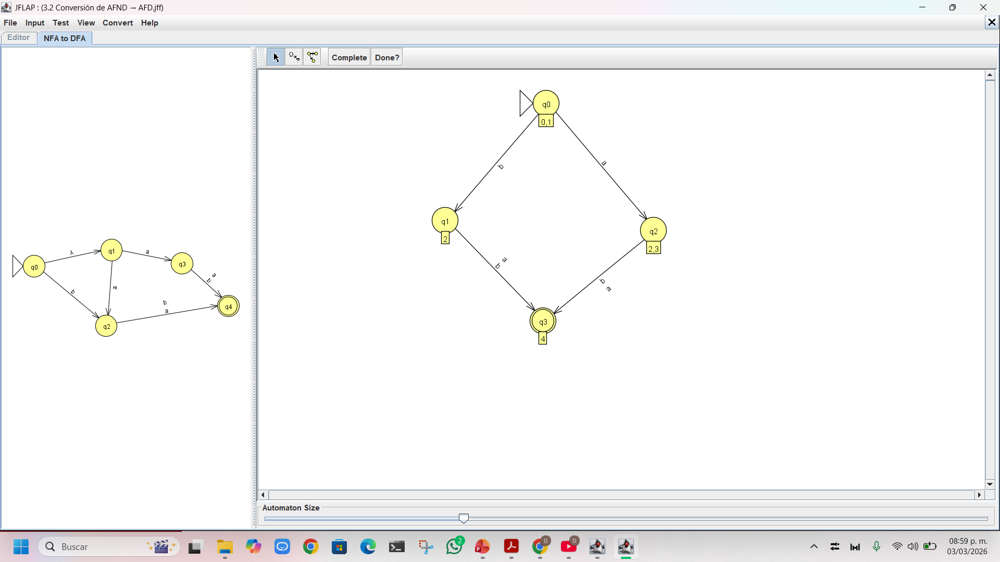 JFLAP : (3.2 Conversión de AFND → AFD.jff)
File Input Test View Convert Help
Editor NFA to DFA
Complete Done?
q0
0,1
b
a
q1
2
q2
2,3
a
b
b
a
q3
4
q0
λ
q1
a
q3
a
b
b
a
b
a
q4
q2
Automaton Size
Buscar
2
D
D
08:59 p. m.
03/03/2026